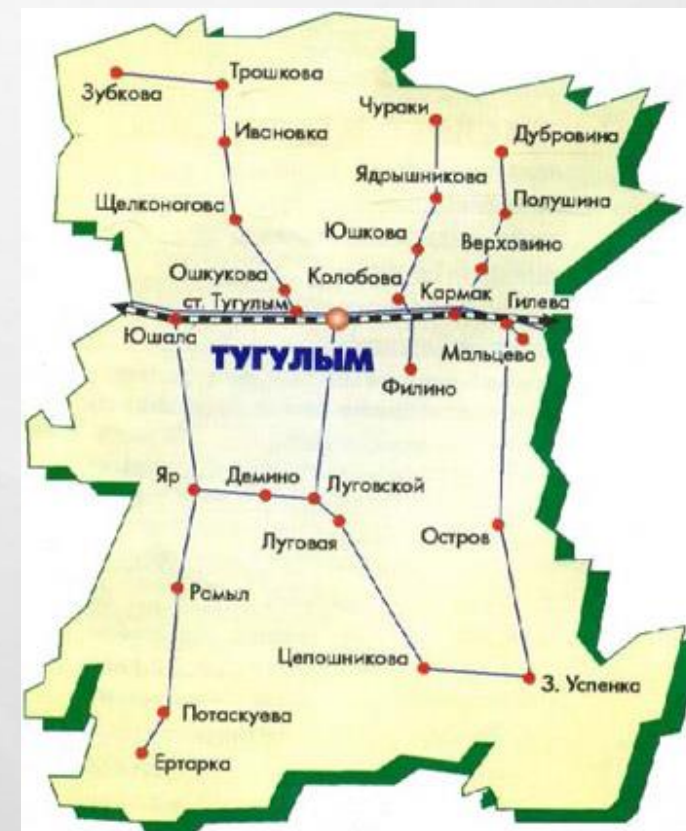 Зубкова
Трошкова
Чураки
Дубровина
Ивановка
Ядрышникова
Полушина
Щелконогова
Юшкова
Верховино
Ошкукова
Колобова
Кармак
Гилева
ст. Тугулым
Юшала
ТУГУЛЫМ
Мальцево
Филино
Яр
Демино
Луговской
Луговая
Остров
Рамыл
Цепошникова
З. Успенка
Потаскуева
Ертарка